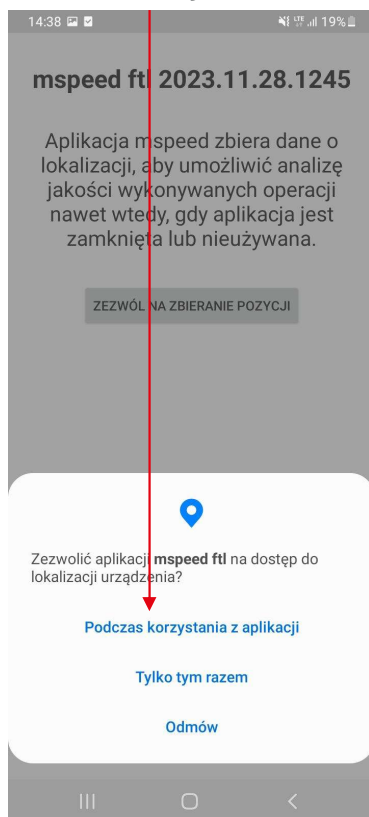 14:38 LTE 19%
mspeed ftl 2023.11.28.1245
Aplikacja mspeed zbiera dane o
lokalizacji, aby umożliwić analizę
jakości wykonywanych operacji
nawet wtedy, gdy aplikacja jest
zamknięta lub nieużywana.
ZEZWÓL NA ZBIERANIE POZYCJI
Zezwolić aplikacji mspeed ftl na dostęp do
lokalizacji urządzenia?
Podczas korzystania z aplikacji
Tylko tym razem
Odmów